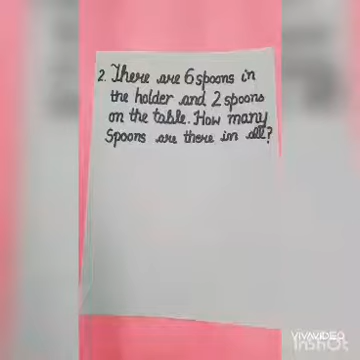 2. There are 6 spoons in
the holder and 2 spoons
on the table. How many
Spoons are there in all?
VIVAVIDEO
InShOt